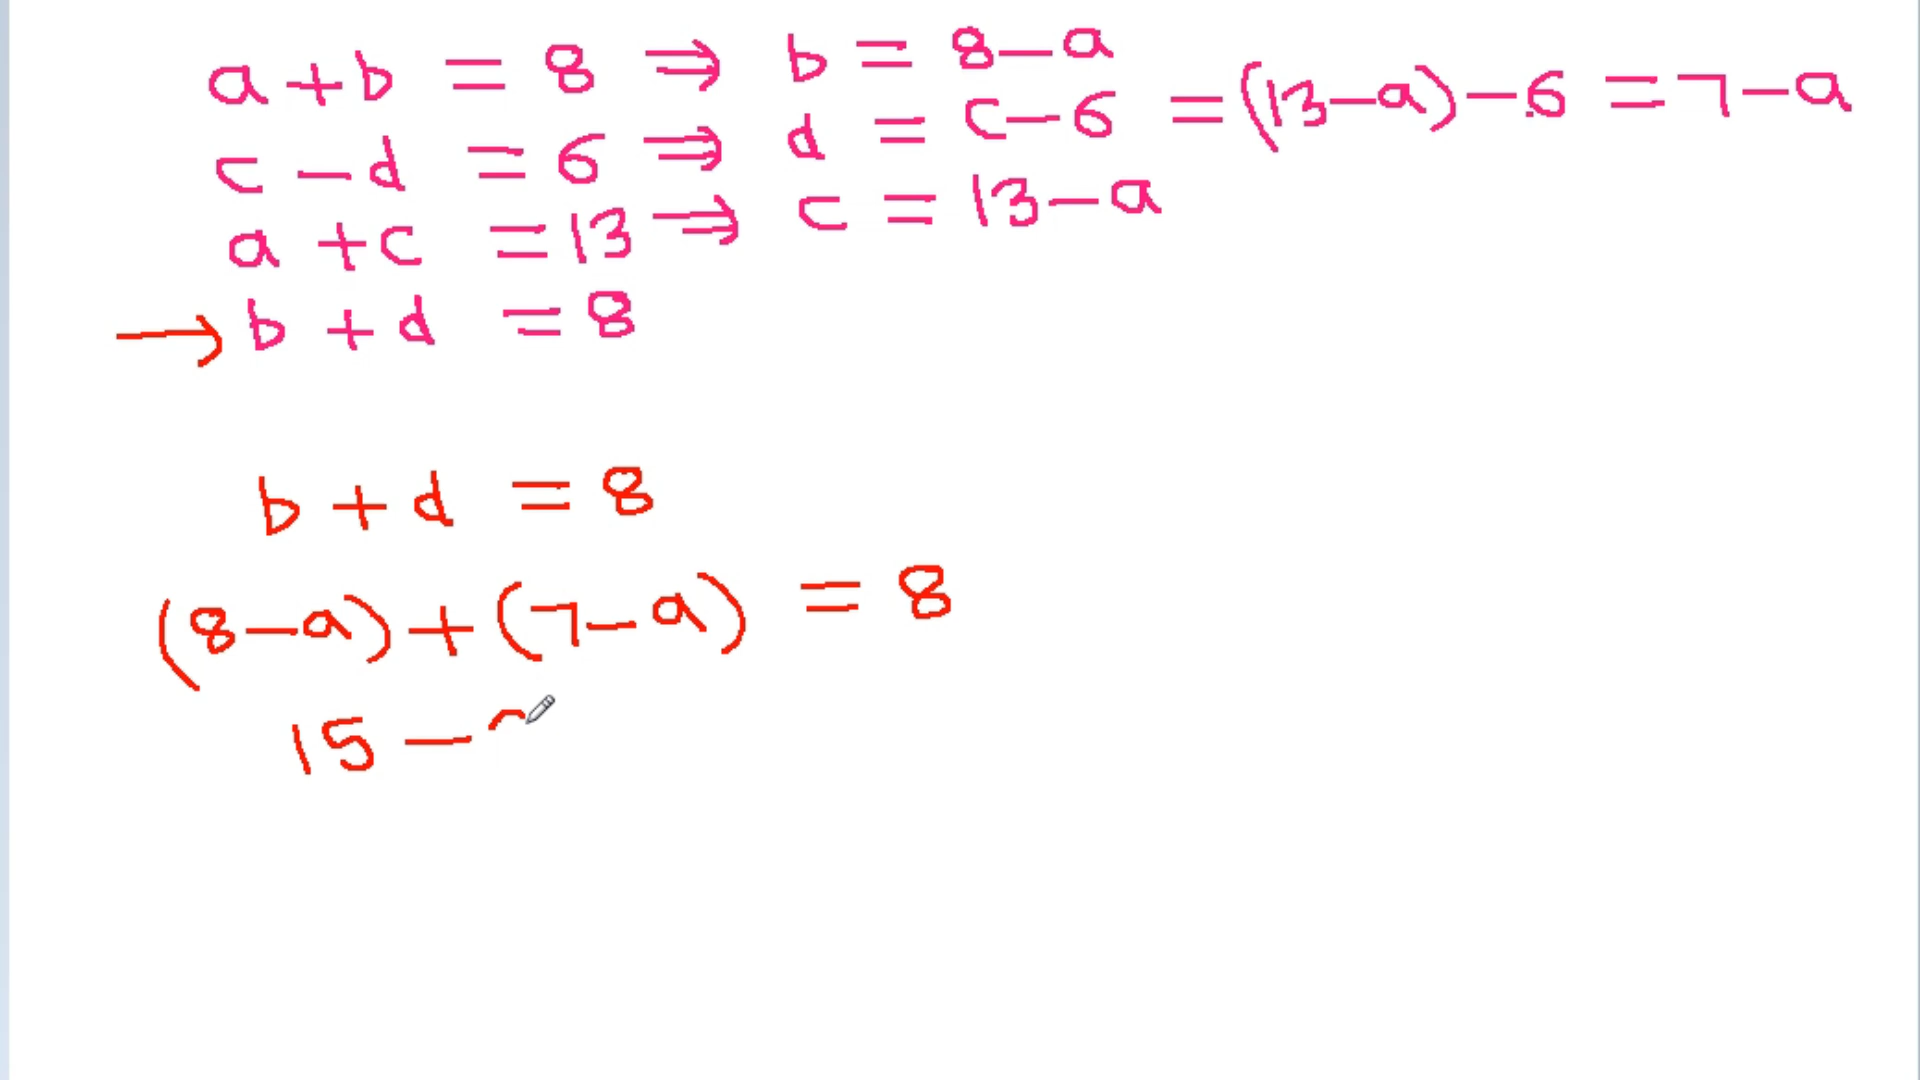 a + b = 8 ⇒ b = 8 - a
c - d = 6 ⇒ d = c - 6 = (13 - a) - 6 = 7 - a
a + c = 13 ⇒ c = 13 - a
→ b + d = 8
b + d = 8
(8 - a) + (7 - a) = 8
15 -